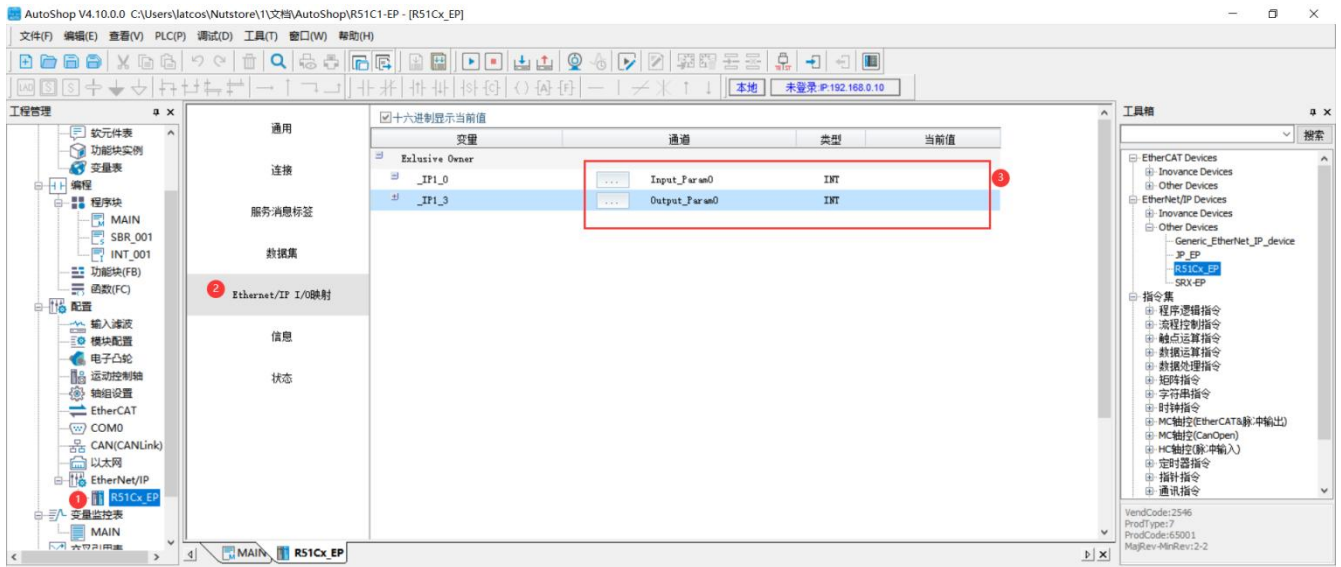 AutoShop V4.10.0.0 C:\Users\latcos\Nutstore\1\文档\AutoShop\R51C1-EP - [R51Cx_EP]
文件(F) 编辑(E) 查看(V) PLC(P) 调试(D) 工具(T) 窗口(W) 帮助(H)
本地 未登录:IP:192.168.0.10
工程管理
软元件表
功能块实例
变量表
编程
程序块
MAIN
SBR_001
INT_001
功能块(FB)
函数(FC)
配置
输入滤波
模块配置
电子凸轮
运动控制轴
轴组设置
EtherCAT
COM0
CAN(CANLink)
以太网
EtherNet/IP
1 R51Cx_EP
变量监控表
MAIN
交叉引用表
通用
连接
服务消息标签
数据集
2 Ethernet/IP I/O映射
信息
状态
十六进制显示当前值
变量 通道 类型 当前值
Exlusive Owner
_IP1_0 ... Input_Param0 INT
_IP1_3 ... Output_Param0 INT
3
MAIN R51Cx_EP
工具箱
搜索
EtherCAT Devices
Inovance Devices
Other Devices
EtherNet/IP Devices
Inovance Devices
Other Devices
Generic_EtherNet_IP_device
JP_EP
R51Cx_EP
SRX-EP
指令集
程序逻辑指令
流程控制指令
触点运算指令
数据运算指令
数据处理指令
矩阵指令
字符串指令
时钟指令
MC轴控(EtherCAT&脉冲输出)
MC轴控(CanOpen)
HC轴控(脉冲输入)
定时器指令
指针指令
通讯指令
VendCode:2546
ProdType:7
ProdCode:65001
MajRev-MinRev:2-2